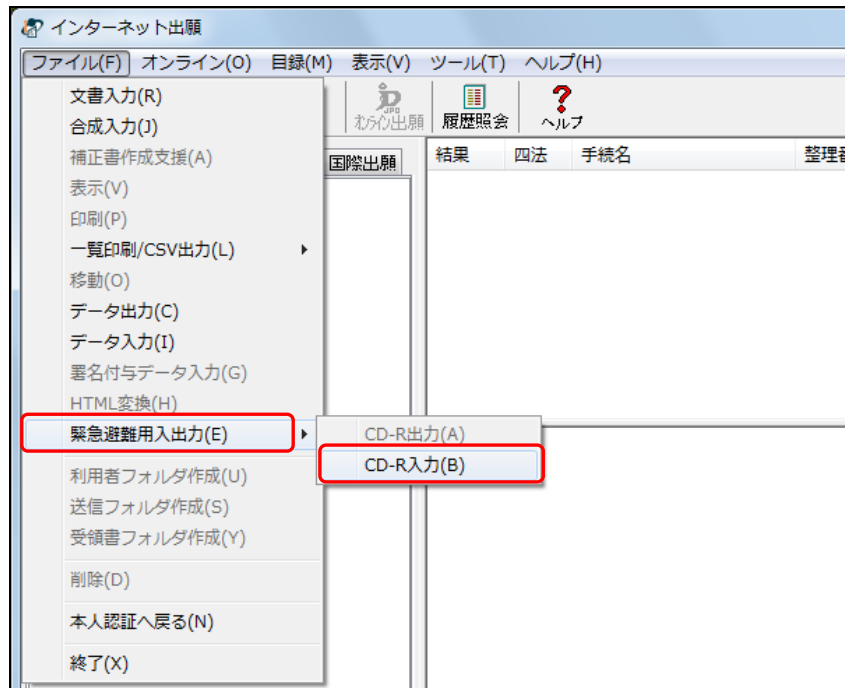 インターネット出願
ファイル(F) オンライン(O) 目録(M) 表示(V) ツール(T) ヘルプ(H)
文書入力(R)
合成入力(J)
補正書作成支援(A)
表示(V)
印刷(P)
一覧印刷/CSV出力(L)
移動(O)
データ出力(C)
データ入力(I)
署名付与データ入力(G)
HTML変換(H)
緊急避難用入出力(E)
利用者フォルダ作成(U)
送信フォルダ作成(S)
受領書フォルダ作成(Y)
削除(D)
本人認証へ戻る(N)
終了(X)
CD-R出力(A)
CD-R入力(B)
JPO
オンライン出願
履歴照会
ヘルプ
国際出願
結果 四法 手続名 整理番